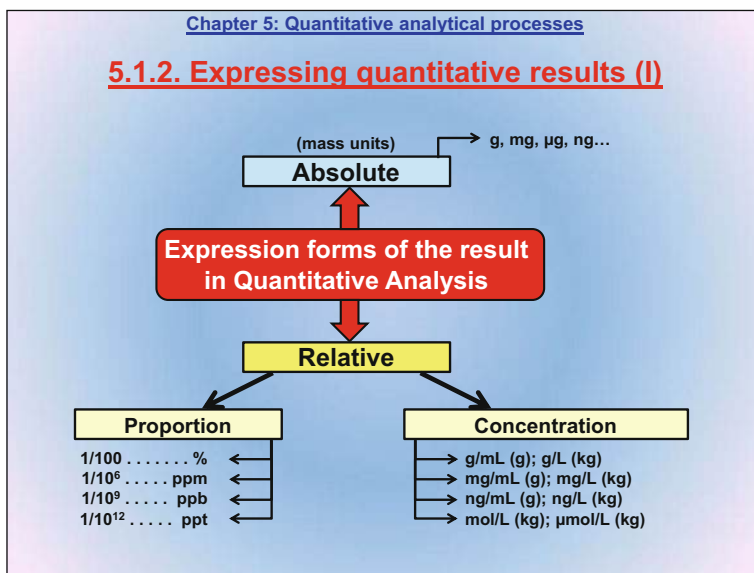 Chapter 5: Quantitative analytical processes
5.1.2. Expressing quantitative results (I)
(mass units)
g, mg, µg, ng...
Absolute
Expression forms of the result
in Quantitative Analysis
Relative
Proportion
1/100 . . . . . . . %
1/10⁶ . . . . . ppm
1/10⁹ . . . . . ppb
1/10¹² . . . . . ppt
Concentration
g/mL (g); g/L (kg)
mg/mL (g); mg/L (kg)
ng/mL (g); ng/L (kg)
mol/L (kg); µmol/L (kg)